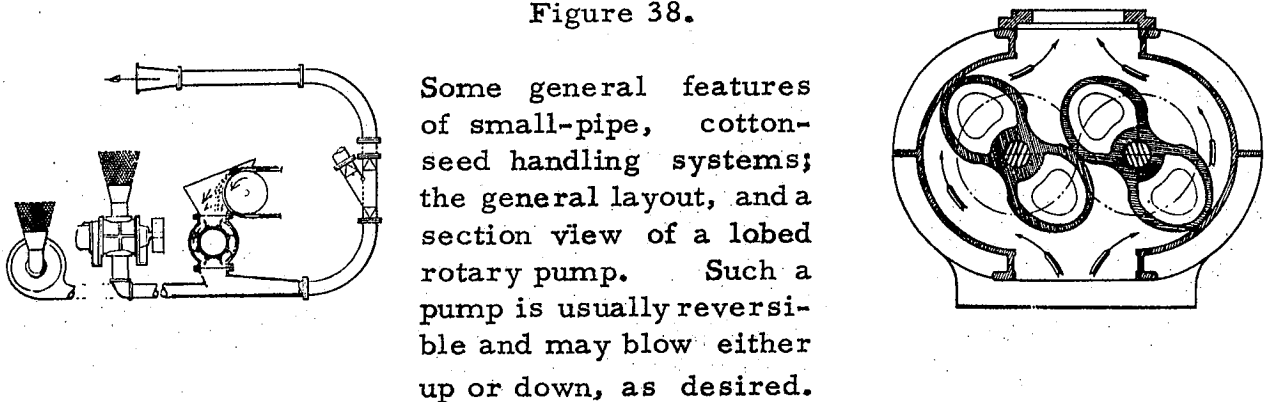 Figure 38.
Some general features
of small-pipe, cotton-
seed handling systems;
the general layout, and a
section view of a lobed
rotary pump. Such a
pump is usually reversi-
ble and may blow either
up or down, as desired.